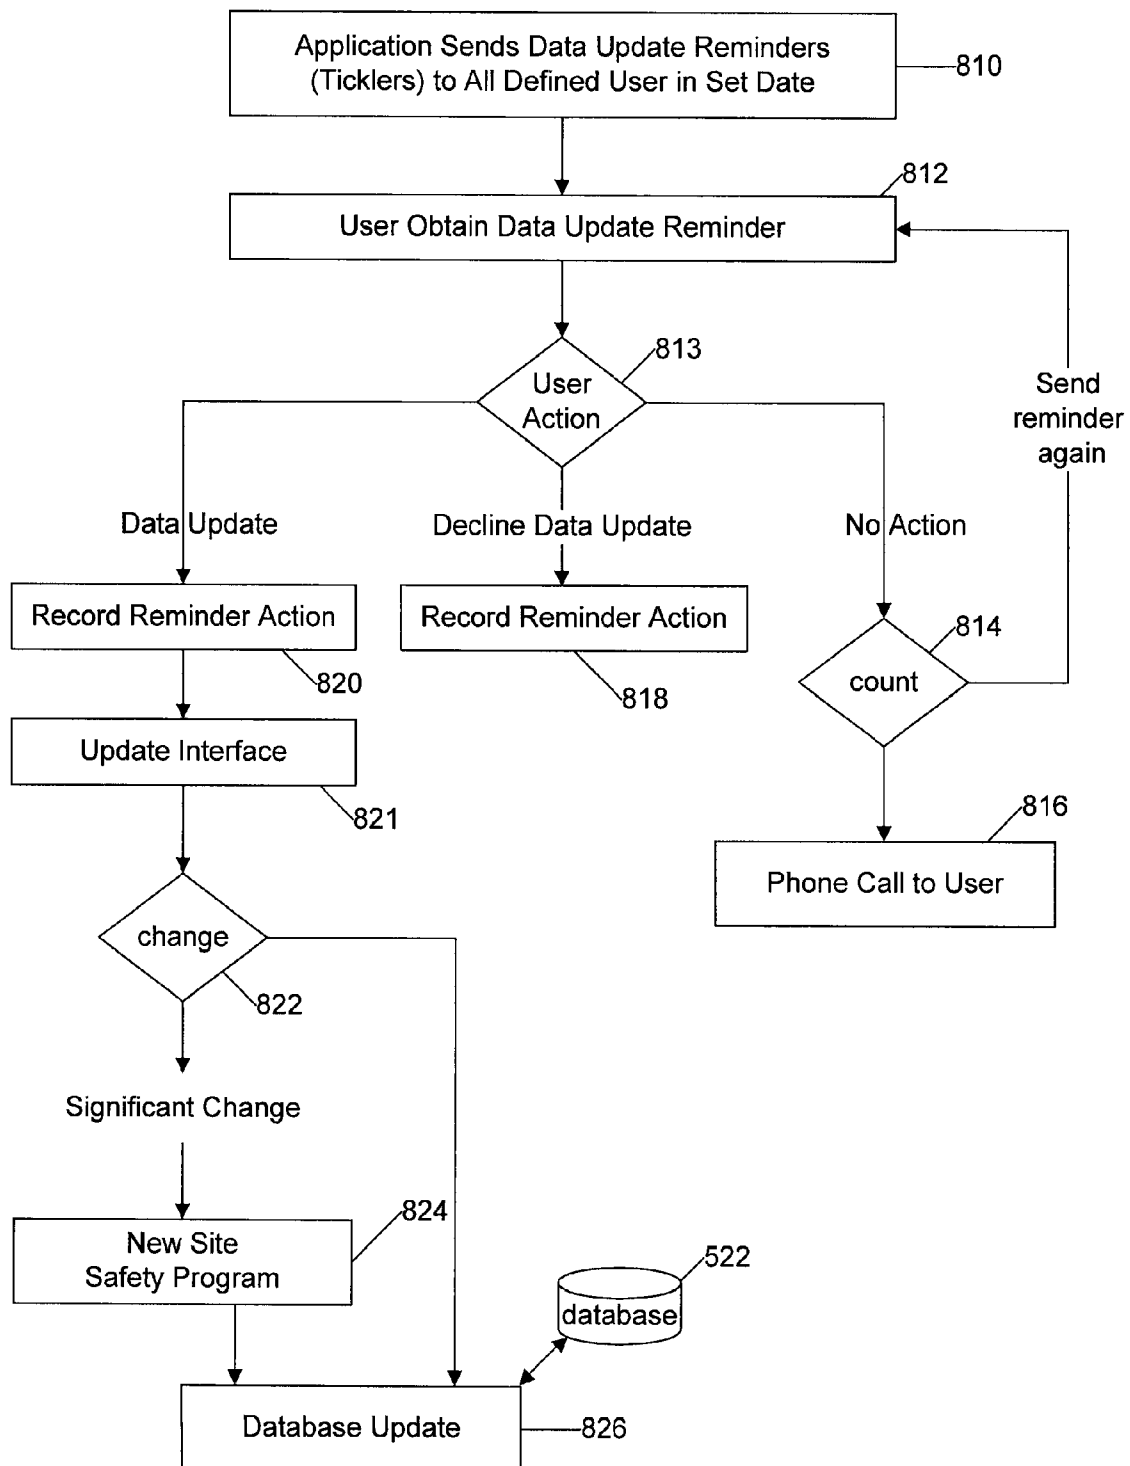 Application Sends Data Update Reminders
(Ticklers) to All Defined User in Set Date
810
812
User Obtain Data Update Reminder
813
User
Action
Send
reminder
again
Data Update
Decline Data Update
No Action
Record Reminder Action
820
Record Reminder Action
818
814
count
Update Interface
821
816
Phone Call to User
change
822
Significant Change
824
New Site
Safety Program
522
database
Database Update
826